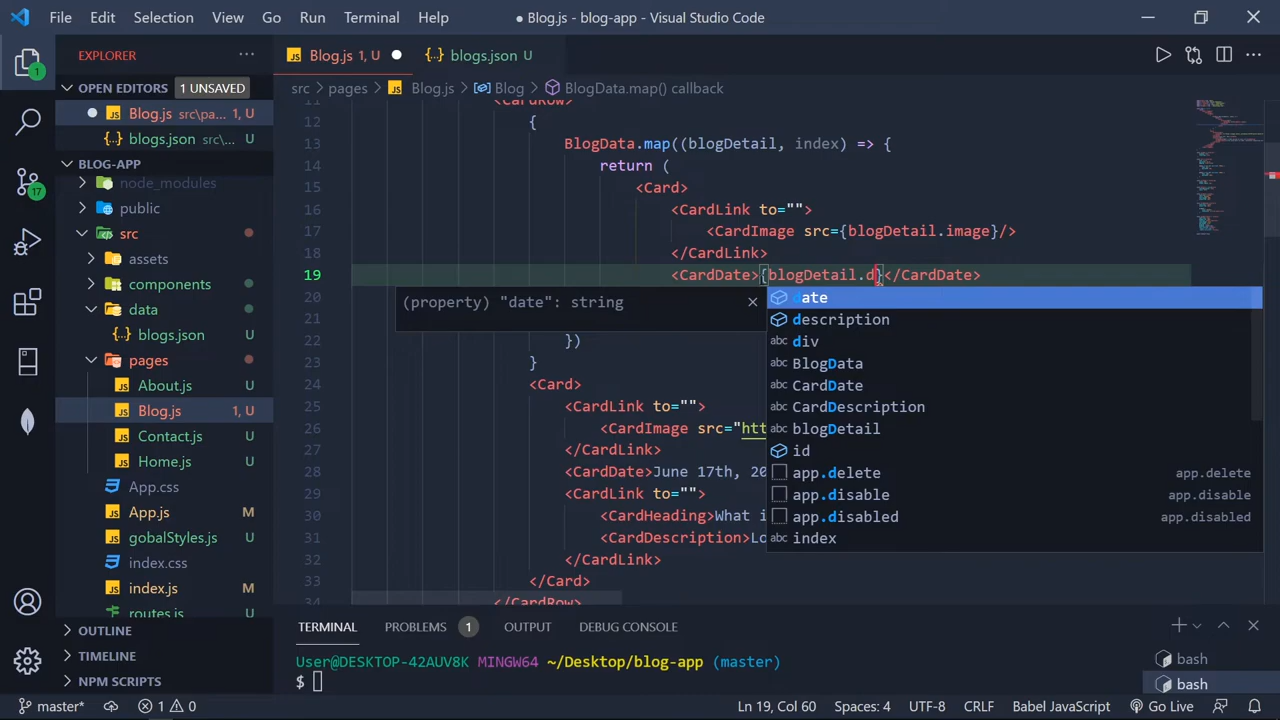 File Edit Selection View Go Run Terminal Help
● Blog.js - blog-app - Visual Studio Code
EXPLORER
OPEN EDITORS 1 UNSAVED
Blog.js src\pa... 1, U
blogs.json src\... U
BLOG-APP
node_modules
public
src
assets
components
data
blogs.json U
pages
About.js U
Blog.js 1, U
Contact.js U
Home.js U
App.css
App.js M
gobalStyles.js U
index.css
index.js M
routes.js U
OUTLINE
TIMELINE
NPM SCRIPTS
1
17
Blog.js 1, U
blogs.json U
src > pages > Blog.js > Blog > BlogData.map() callback
11 <CardRow>
12 {
13 BlogData.map((blogDetail, index) => {
14 return (
15 <Card>
16 <CardLink to="">
17 <CardImage src={blogDetail.image}/>
18 </CardLink>
19 <CardDate>{blogDetail.d}</CardDate>
20
21
22 })
23 }
24 <Card>
25 <CardLink to="">
26 <CardImage src="htt
27 </CardLink>
28 <CardDate>June 17th, 20
29 <CardLink to="">
30 <CardHeading>What i
31 <CardDescription>Lo
32 </CardLink>
33 </Card>
34 </CardRow>
(property) "date": string
date
description
div
BlogData
CardDate
CardDescription
blogDetail
id
app.delete app.delete
app.disable app.disable
app.disabled app.disabled
index
TERMINAL PROBLEMS 1 OUTPUT DEBUG CONSOLE
User@DESKTOP-42AUV8K MINGW64 ~/Desktop/blog-app (master)
$
bash
bash
master* 1 0 Ln 19, Col 60 Spaces: 4 UTF-8 CRLF Babel JavaScript Go Live